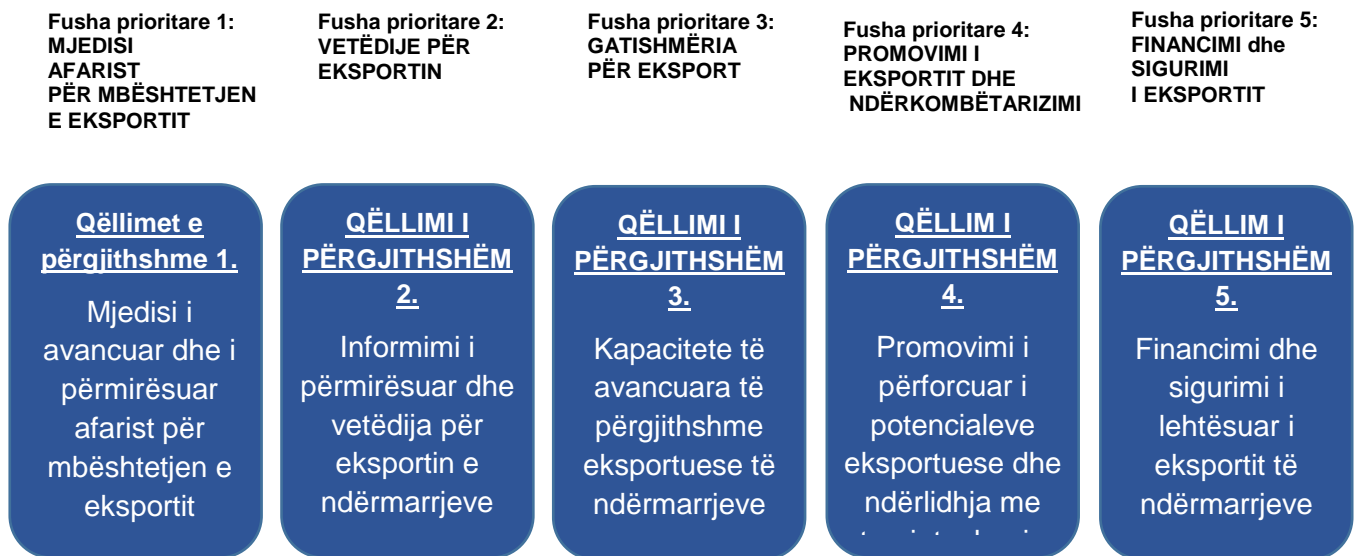 Fusha prioritare 1:
MJEDISI
AFARIST
PËR MBËSHTETJEN
E EKSPORTIT
Fusha prioritare 2:
VETËDIJE PËR
EKSPORTIN
Fusha prioritare 3:
GATISHMËRIA
PËR EKSPORT
Fusha prioritare 4:
PROMOVIMI I
EKSPORTIT DHE
NDËRKOMBËTARIZIMI
Fusha prioritare 5:
FINANCIMI dhe
SIGURIMI
I EKSPORTIT
Qëllimet e
përgjithshme 1.
Mjedisi i
avancuar dhe i
përmirësuar
afarist për
mbështetjen e
eksportit
QËLLIMI I
PËRGJITHSHËM
2.
Informimi i
përmirësuar dhe
vetëdija për
eksportin e
ndërmarrjeve
QËLLIMI I
PËRGJITHSHËM
3.
Kapacitete të
avancuara të
përgjithshme
eksportuese të
ndërmarrjeve
QËLLIM I
PËRGJITHSHËM
4.
Promovimi i
përforcuar i
potencialeve
eksportuese dhe
ndërlidhja me
QËLLIM I
PËRGJITHSHËM
5.
Financimi dhe
sigurimi i
lehtësuar i
eksportit të
ndërmarrjeve